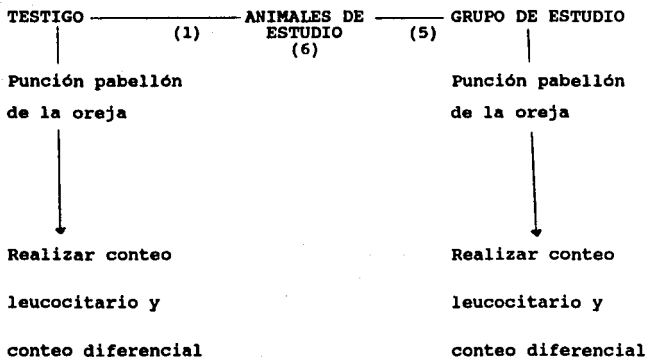 TESTIGO ANIMALES DE GRUPO DE ESTUDIO
(1) ESTUDIO (5)
(6)
Punción pabellón Punción pabellón
de la oreja de la oreja
Realizar conteo Realizar conteo
leucocitario y leucocitario y
conteo diferencial conteo diferencial